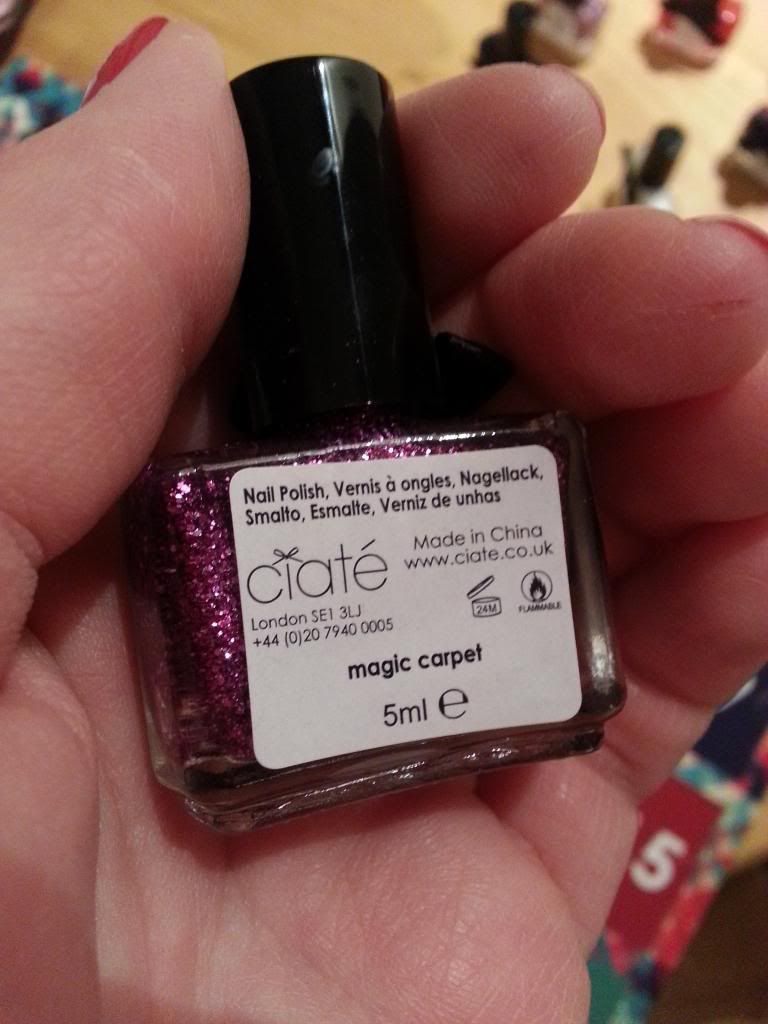 Nail Polish, Vernis à ongles, Nagellack,
Smalto, Esmalte, Verniz de unhas
ciaté
Made in China
www.ciate.co.uk
London SE1 3LJ
+44 (0)20 7940 0005
24M
FLAMMABLE
magic carpet
5ml e
5